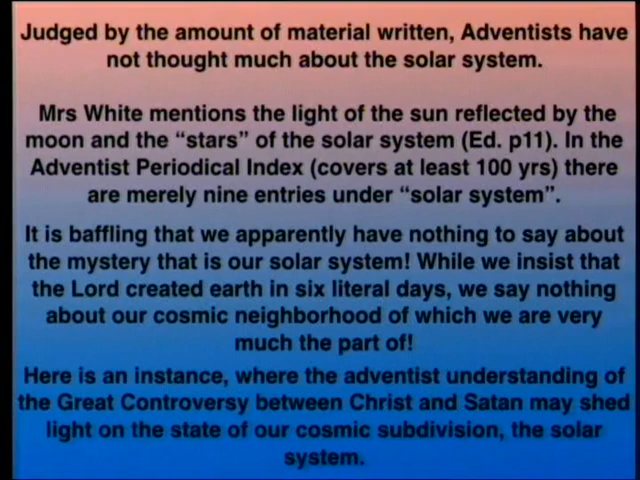 Judged by the amount of material written, Adventists have
not thought much about the solar system.
Mrs White mentions the light of the sun reflected by the
moon and the “stars” of the solar system (Ed. p11). In the
Adventist Periodical Index (covers at least 100 yrs) there
are merely nine entries under “solar system”.
It is baffling that we apparently have nothing to say about
the mystery that is our solar system! While we insist that
the Lord created earth in six literal days, we say nothing
about our cosmic neighborhood of which we are very
much the part of!
Here is an instance, where the adventist understanding of
the Great Controversy between Christ and Satan may shed
light on the state of our cosmic subdivision, the solar
system.